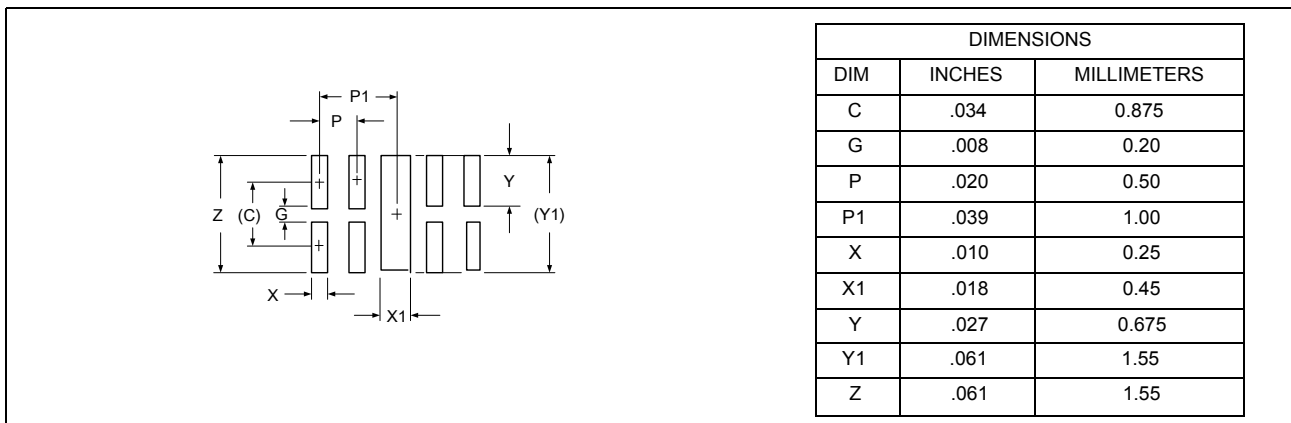 P1
P
Z
(C)
G
Y
(Y1)
X
X1
DIMENSIONS
DIM INCHES MILLIMETERS
C .034 0.875
G .008 0.20
P .020 0.50
P1 .039 1.00
X .010 0.25
X1 .018 0.45
Y .027 0.675
Y1 .061 1.55
Z .061 1.55